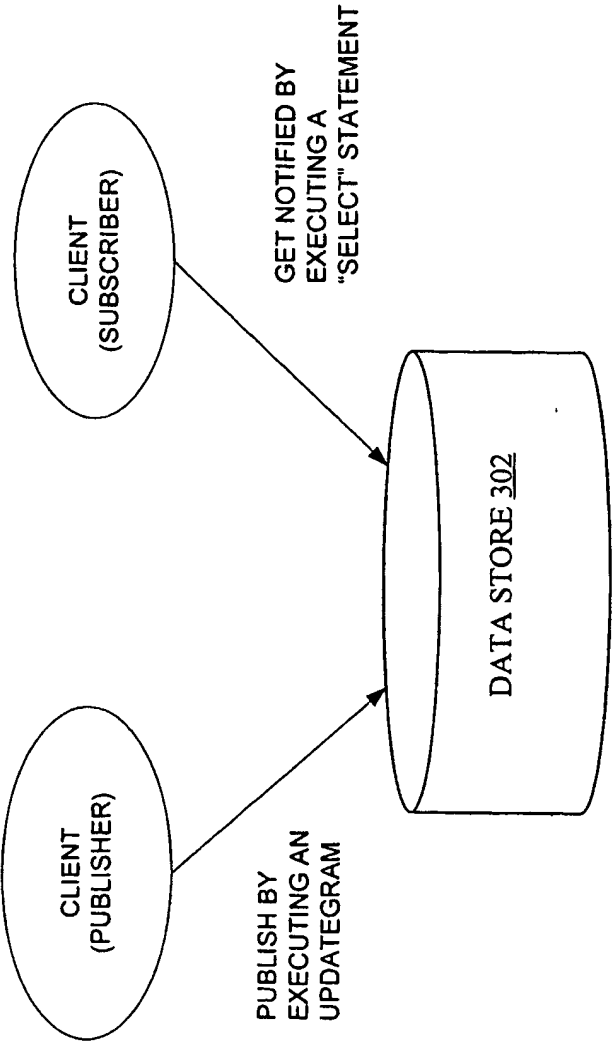 CLIENT
(PUBLISHER)
CLIENT
(SUBSCRIBER)
PUBLISH BY
EXECUTING AN
UPDATEGRAM
GET NOTIFIED BY
EXECUTING A
"SELECT" STATEMENT
DATA STORE 302